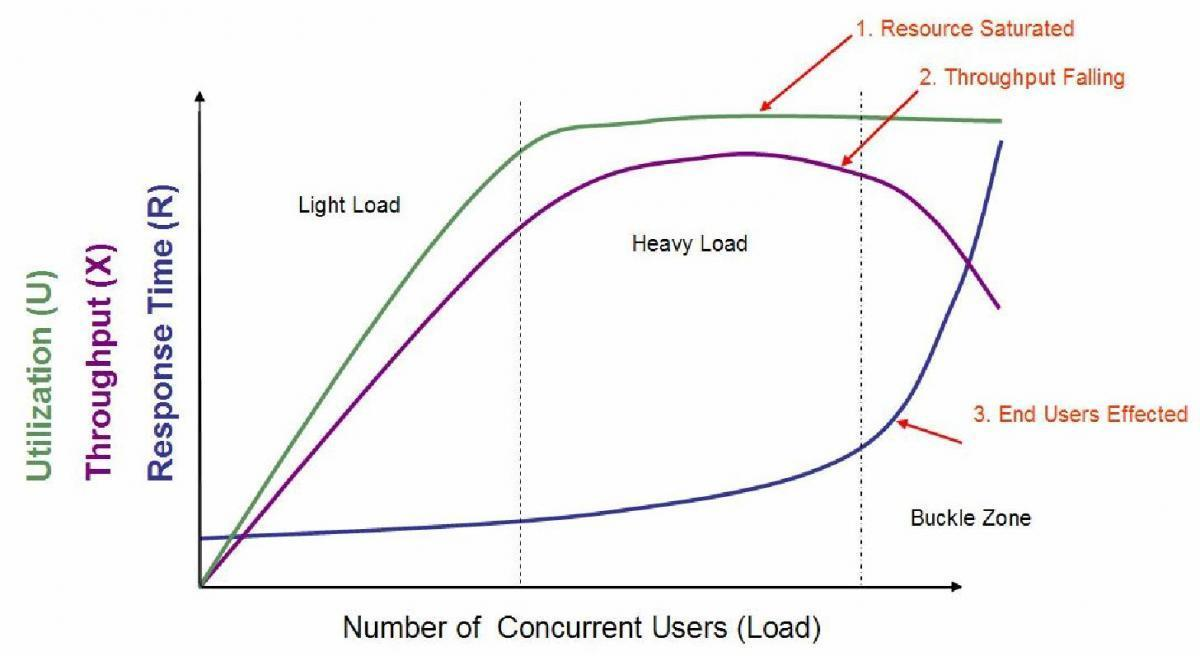 1. Resource Saturated
2. Throughput Falling
Light Load
Heavy Load
Utilization (U)
Throughput (X)
Response Time (R)
3. End Users Effected
Buckle Zone
Number of Concurrent Users (Load)